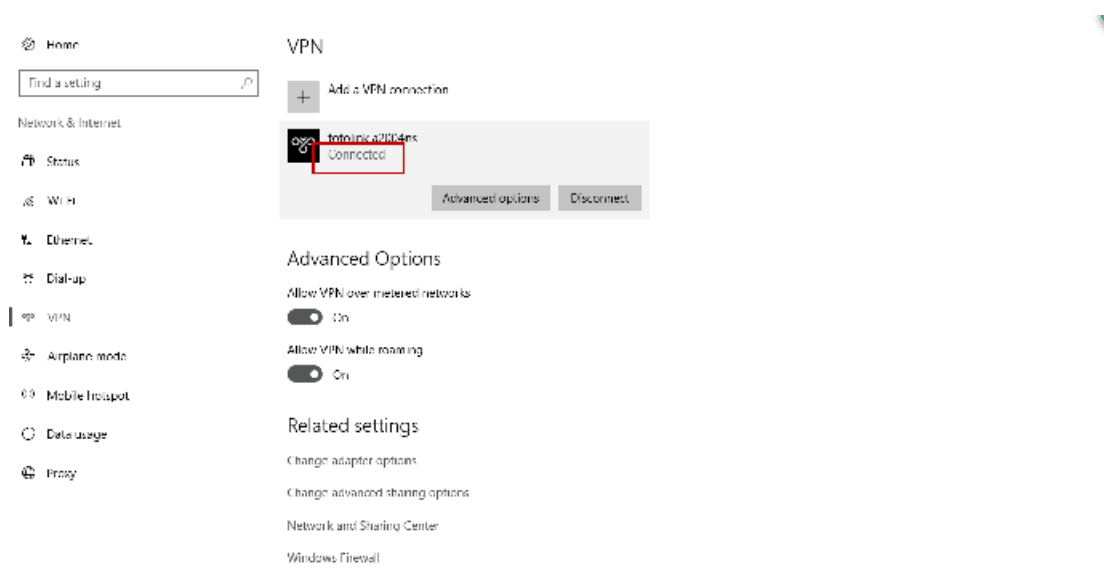 Home
Find a setting
Network & Internet
Status
Wi-Fi
Ethernet
Dial-up
VPN
Airplane mode
Mobile hotspot
Data usage
Proxy
VPN
Add a VPN connection
totolink a2004ns
Connected
Advanced options Disconnect
Advanced Options
Allow VPN over metered networks
On
Allow VPN while roaming
On
Related settings
Change adapter options
Change advanced sharing options
Network and Sharing Center
Windows Firewall